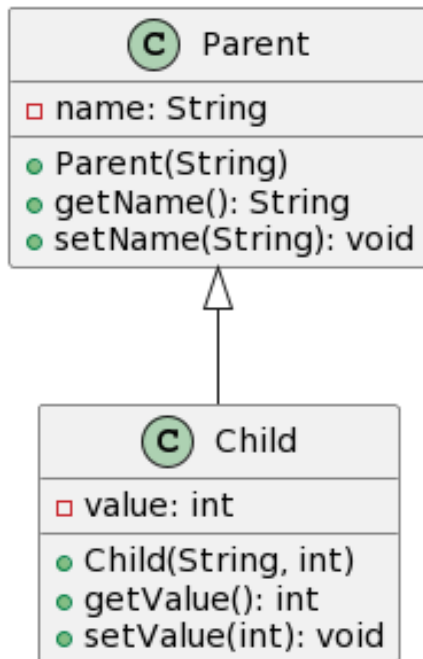 C Parent
name: String
Parent(String)
getName(): String
setName(String): void
C Child
value: int
Child(String, int)
getValue(): int
setValue(int): void